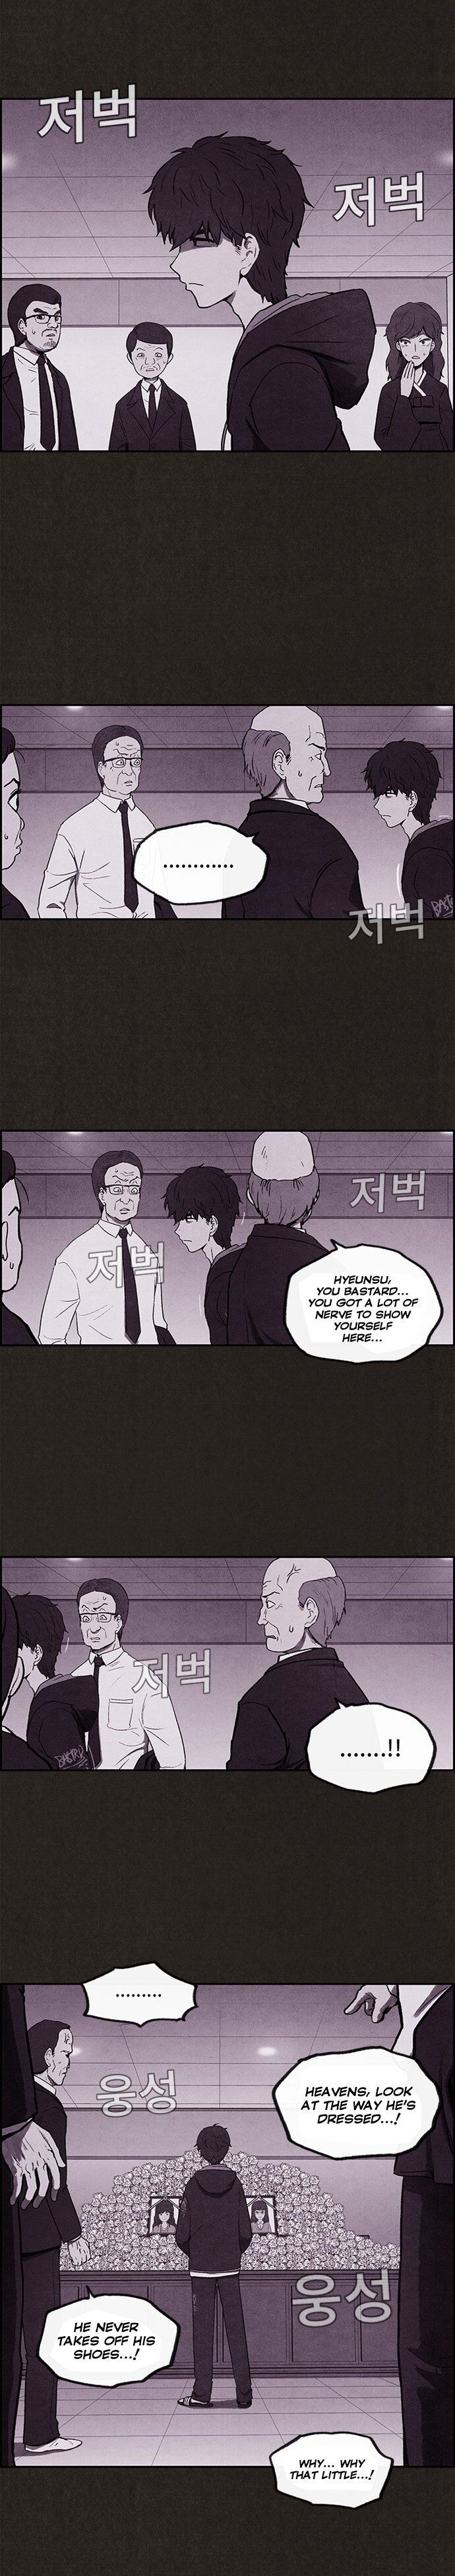 저벅
저벅
............
저벅
저벅
저벅
HYEUNSU,
YOU BASTARD...
YOU GOT A LOT OF
NERVE TO SHOW
YOURSELF
HERE...
저벅
.......!!
.........
웅성
HEAVENS, LOOK
AT THE WAY HE'S
DRESSED...!
웅성
HE NEVER
TAKES OFF HIS
SHOES...!
WHY... WHY
THAT LITTLE...!